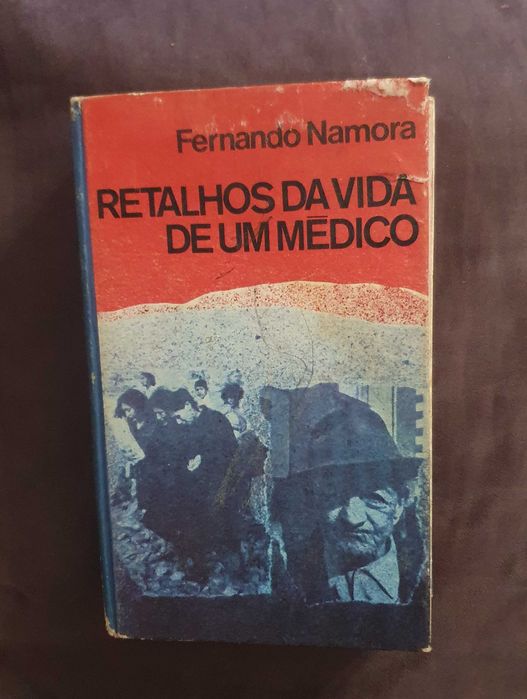 Fernando Namora
RETALHOS DA VIDA
DE UM MÉDICO